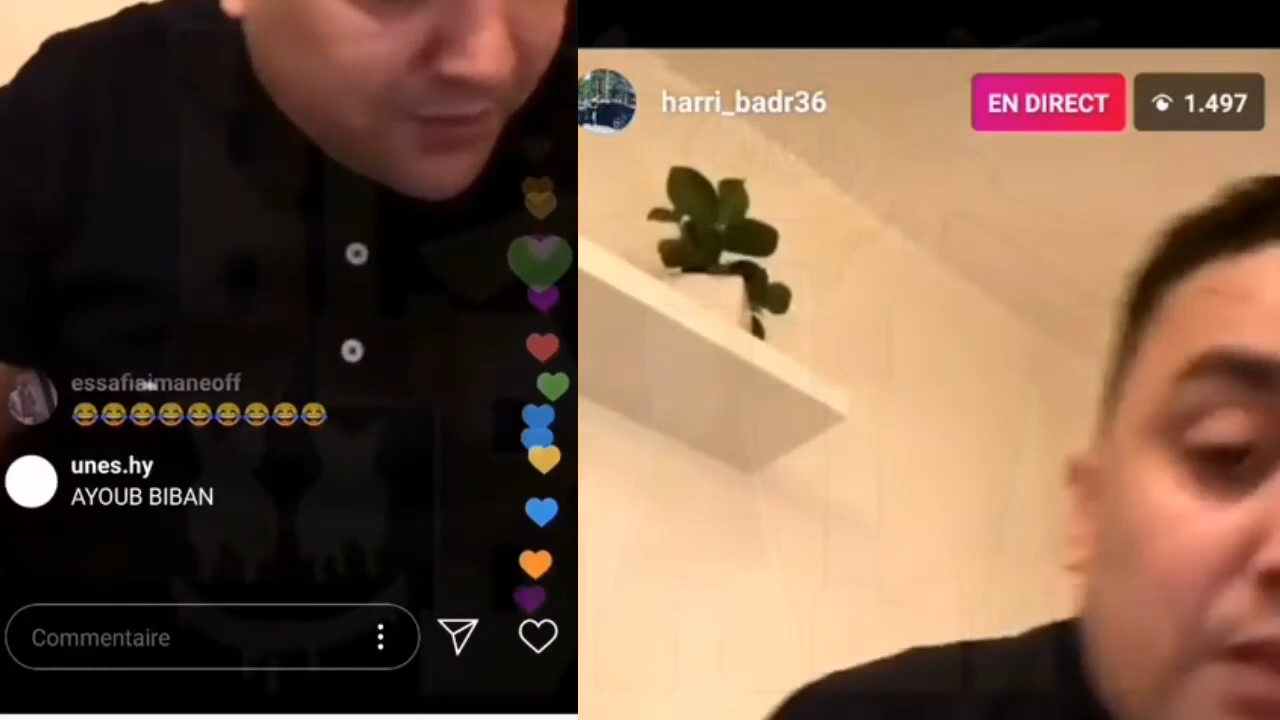 essafiaimaneoff
😂😂😂😂😂😂😂😂😂
unes.hy
AYOUB BIBAN
Commentaire
harri_badr36
EN DIRECT
1.497